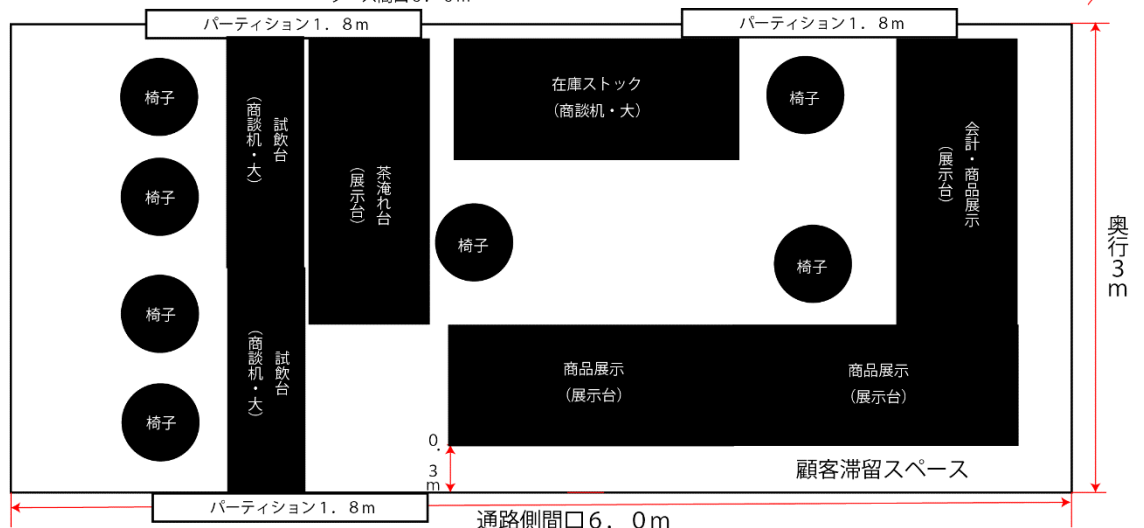 パーティション1.8m
パーティション1.8m
椅子
椅子
椅子
椅子
試飲台
(商談机・大)
試飲台
(商談机・大)
茶淹れ台
(展示台)
在庫ストック
(商談机・大)
椅子
椅子
椅子
会計・商品展示
(展示台)
商品展示
(展示台)
商品展示
(展示台)
奥行3m
0.3m
顧客滞留スペース
パーティション1.8m
通路側間口6.0m